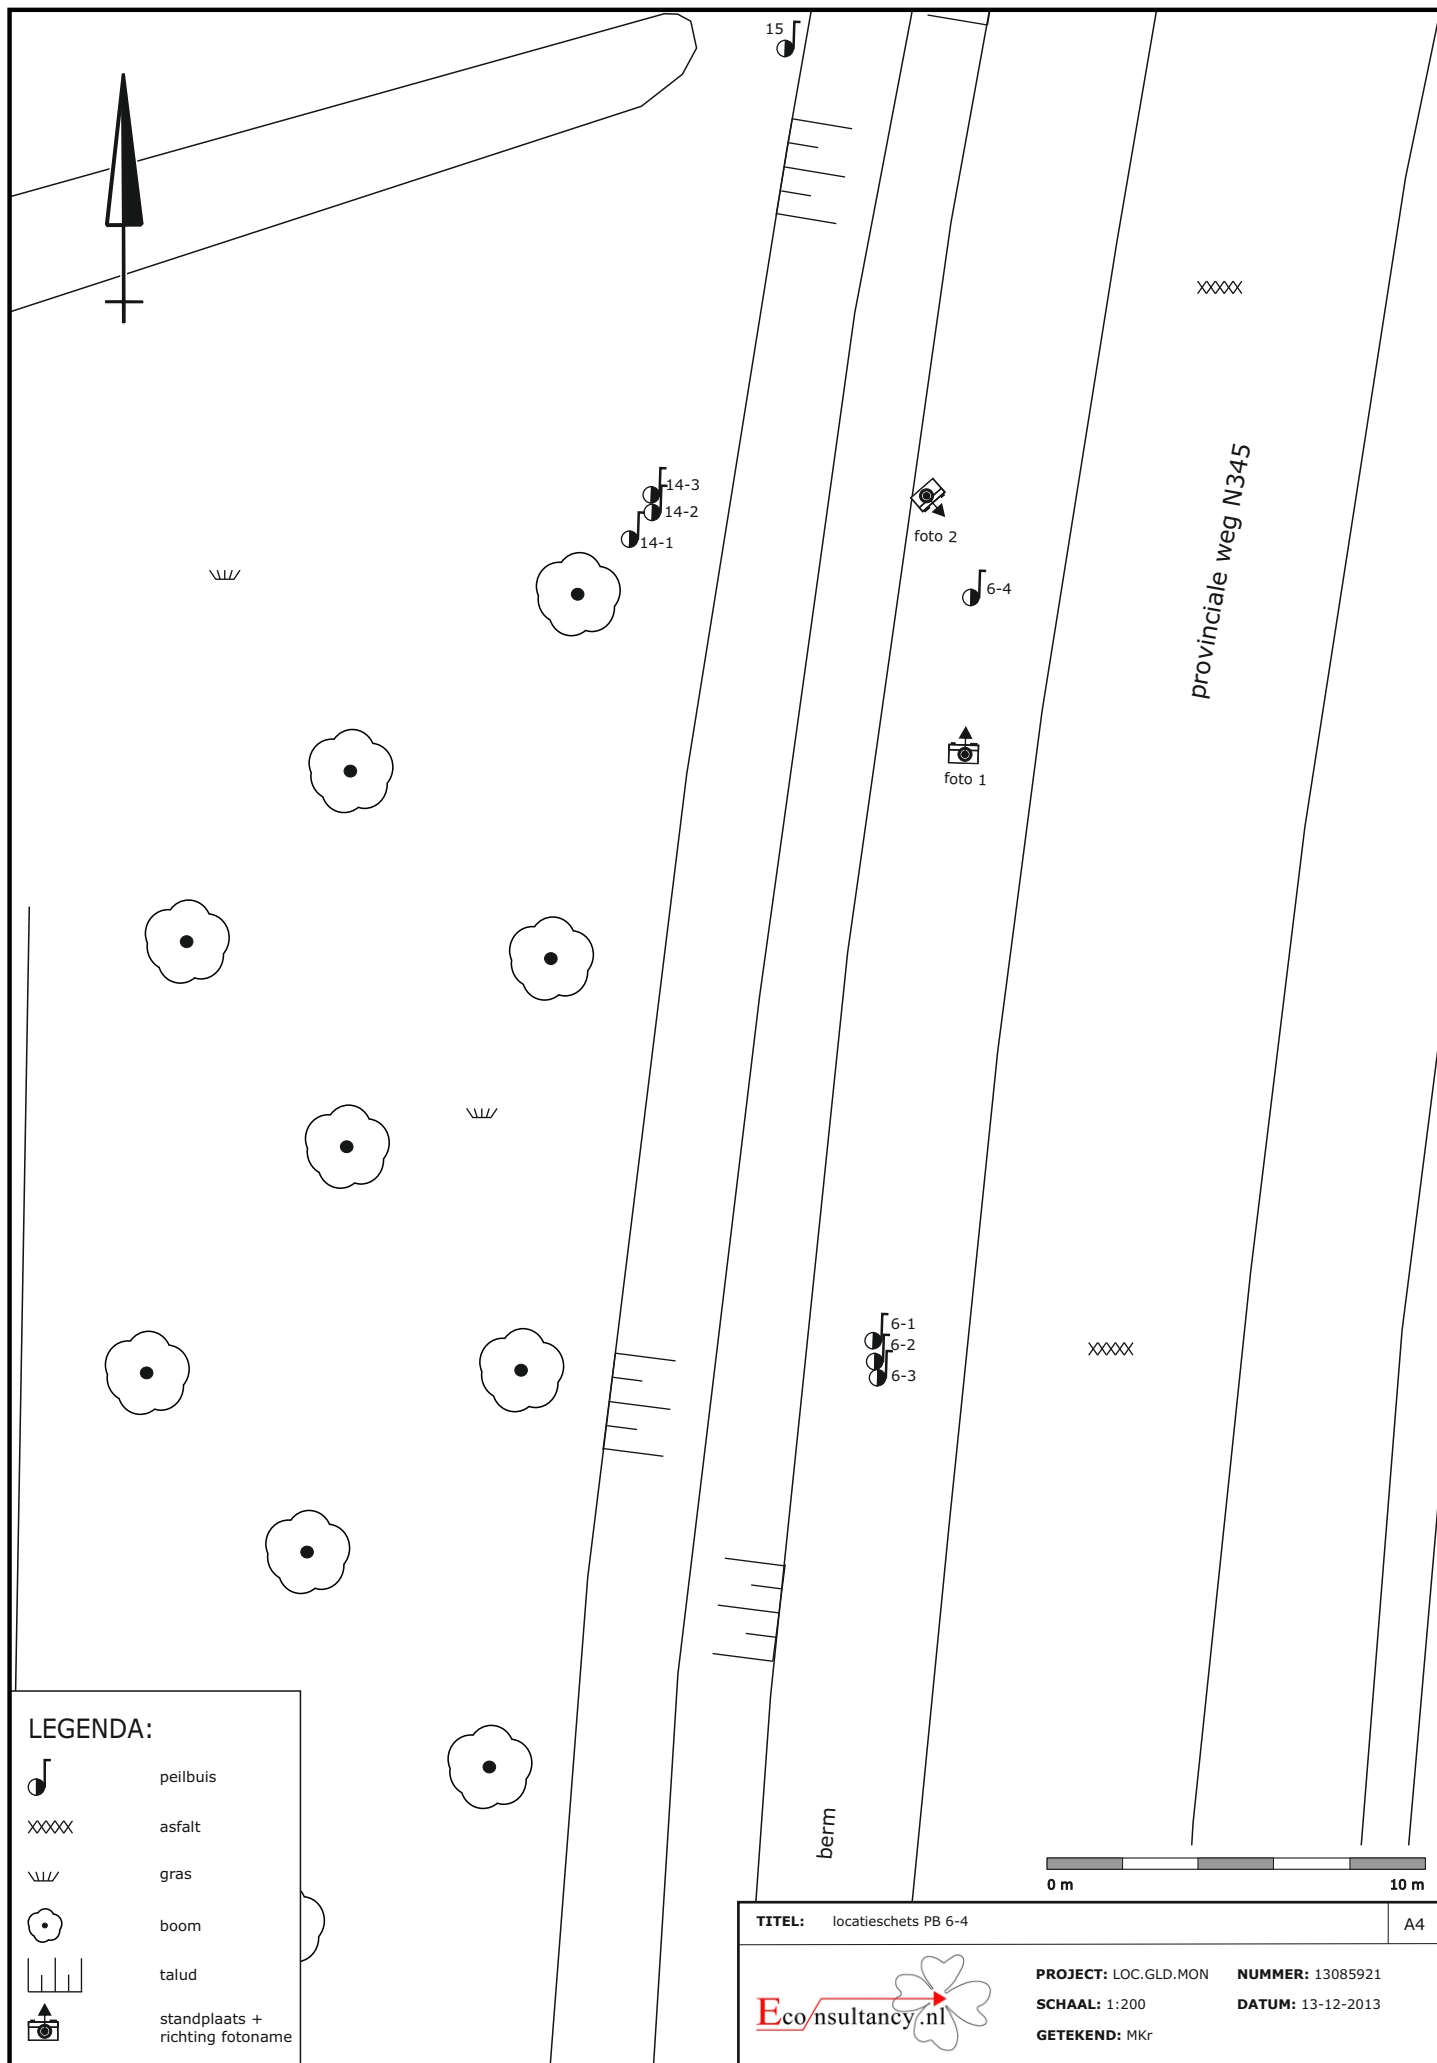 15
14-3
14-2
14-1
foto 2
6-4
provinciale weg N345
foto 1
6-1
6-2
6-3
berm
LEGENDA:
peilbuis
asfalt
gras
boom
talud
standplaats +
richting fotoname
0 m 10 m
TITEL: locatieschets PB 6-4 A4
Econsultancy.nl
PROJECT: LOC.GLD.MON NUMMER: 13085921
SCHAAL: 1:200 DATUM: 13-12-2013
GETEKEND: MKr